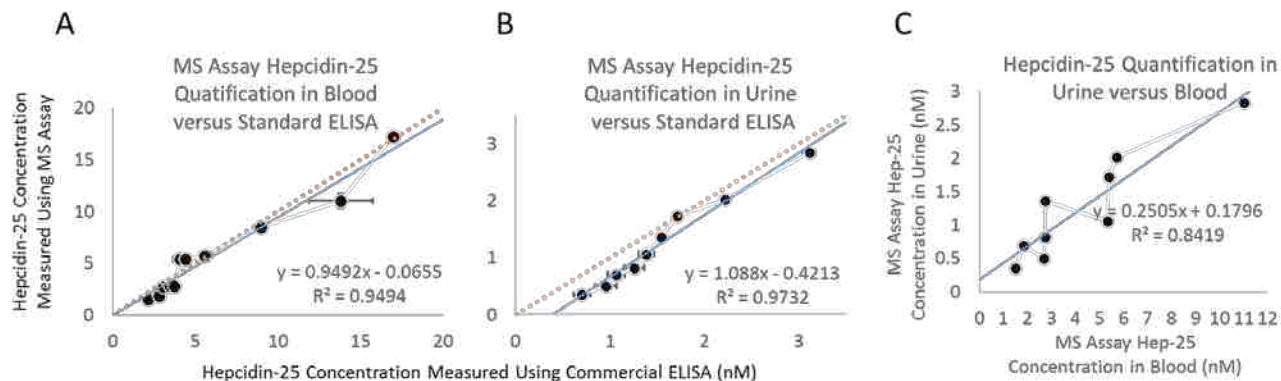 A
MS Assay Hepcidin-25
Quatification in Blood
versus Standard ELISA
Hepcidin-25 Concentration
Measured Using MS Assay
20
15
10
5
0
y = 0.9492x - 0.0655
R² = 0.9494
0 5 10 15 20
B
MS Assay Hepcidin-25
Quantification in Urine
versus Standard ELISA
3
2
1
0
y = 1.088x - 0.4213
R² = 0.9732
0 1 2 3
Hepcidin-25 Concentration Measured Using Commercial ELISA (nM)
C
Hepcidin-25 Quantification in
Urine versus Blood
MS Assay Hep-25
Concentration in Urine (nM)
3
2.5
2
1.5
1
0.5
0
y = 0.2505x + 0.1796
R² = 0.8419
0 1 2 3 4 5 6 7 8 9 10 11 12
MS Assay Hep-25
Concentration in Blood (nM)